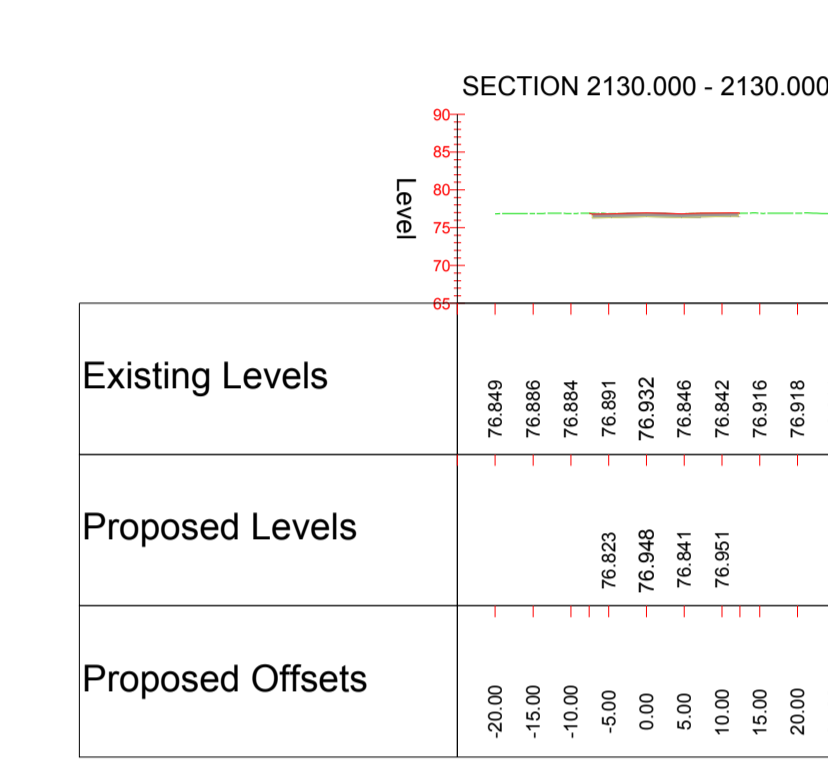 SECTION 2130.000 - 2130.000
90
85
80
75
70
65
Level
Existing Levels
76.849 76.886 76.884 76.891 76.932 76.846 76.842 76.916 76.918
Proposed Levels
76.823 76.948 76.841 76.951
Proposed Offsets
-20.00 -15.00 -10.00 -5.00 0.00 5.00 10.00 15.00 20.00